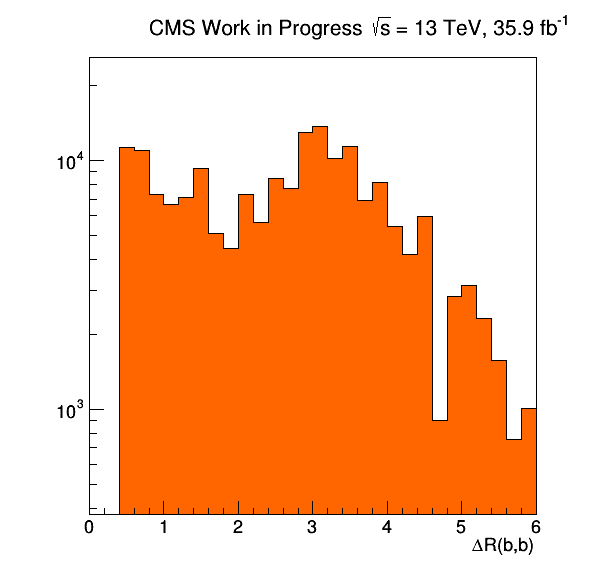 CMS Work in Progress √s = 13 TeV, 35.9 fb⁻¹
10⁴
10³
0 1 2 3 4 5 6
ΔR(b,b)